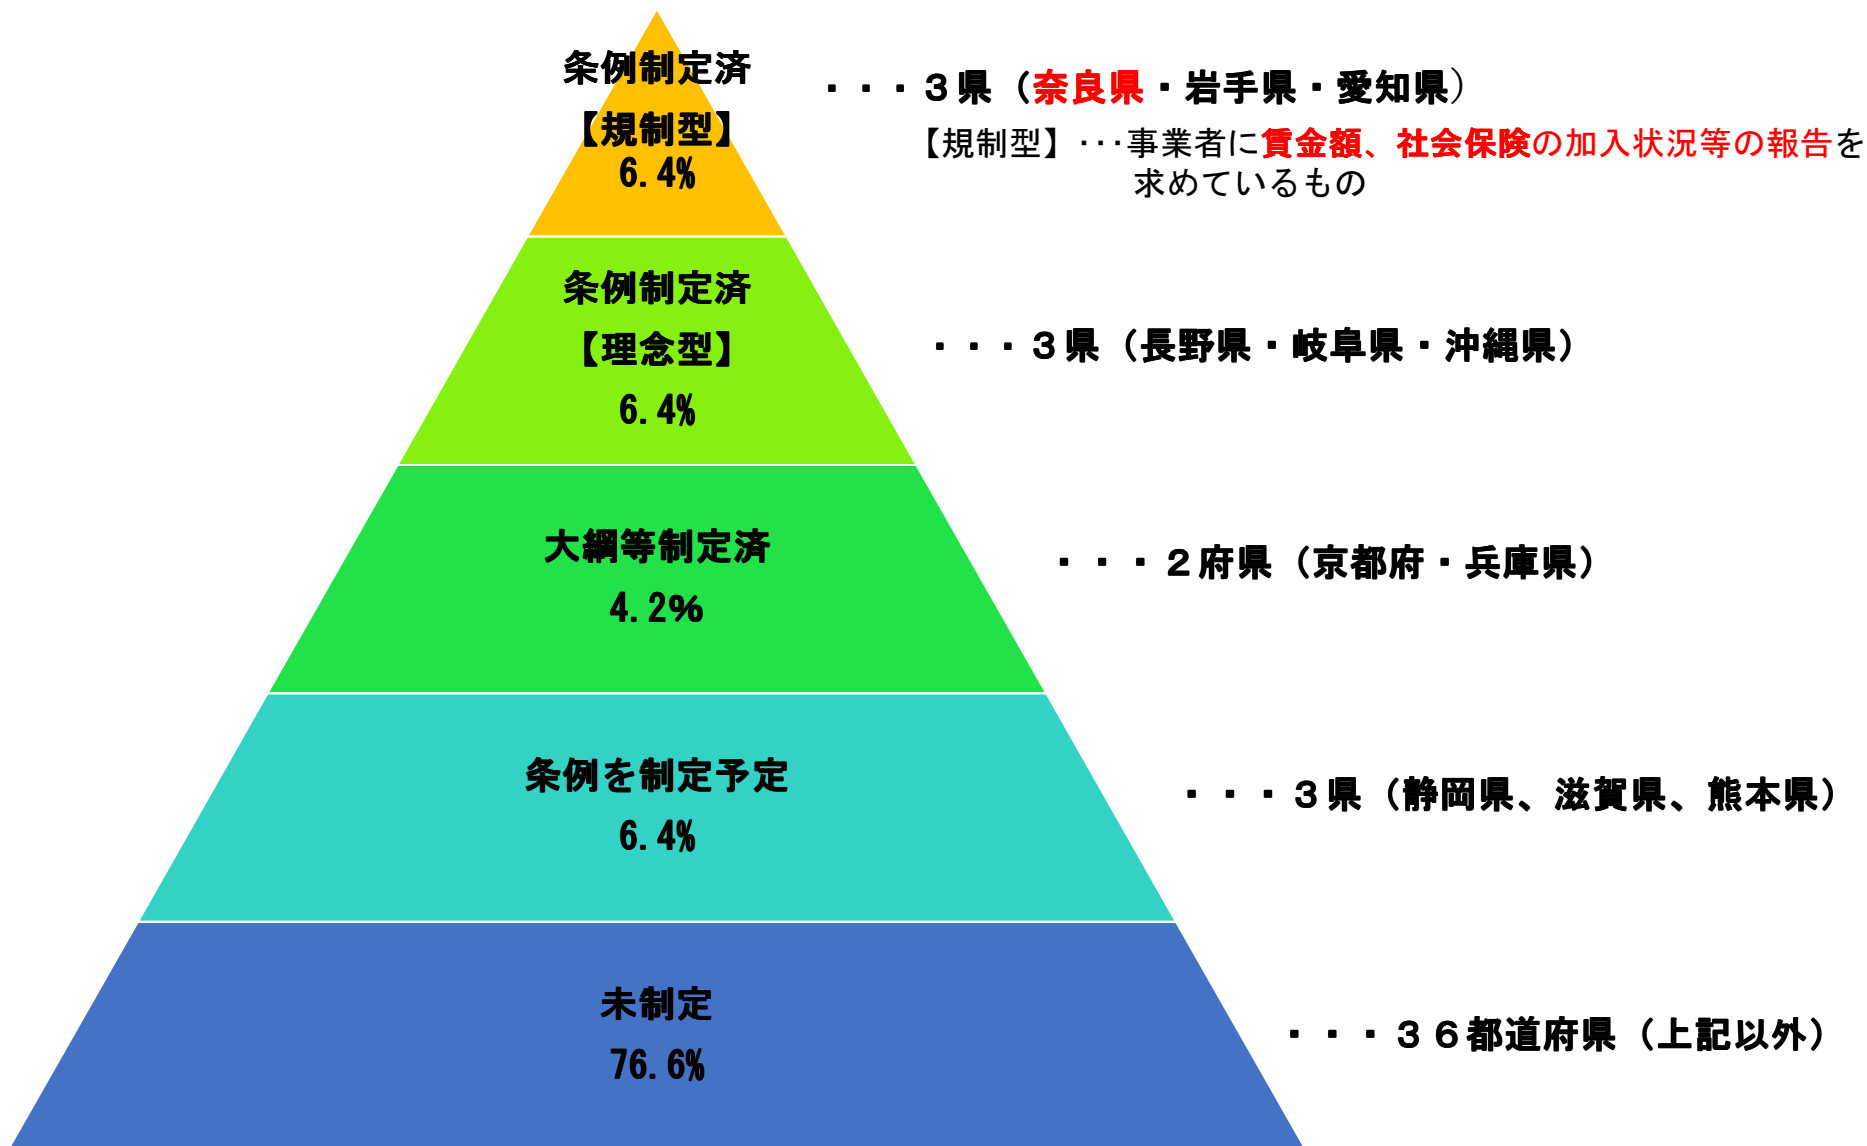 条例制定済
【規制型】
6.4%
・・・３県（奈良県・岩手県・愛知県）
【規制型】･･･事業者に賃金額、社会保険の加入状況等の報告を
求めているもの
条例制定済
【理念型】
6.4%
・・・３県（長野県・岐阜県・沖縄県）
大綱等制定済
4.2％
・・・２府県（京都府・兵庫県）
条例を制定予定
6.4%
・・・３県（静岡県、滋賀県、熊本県）
未制定
76.6%
・・・３６都道府県（上記以外）